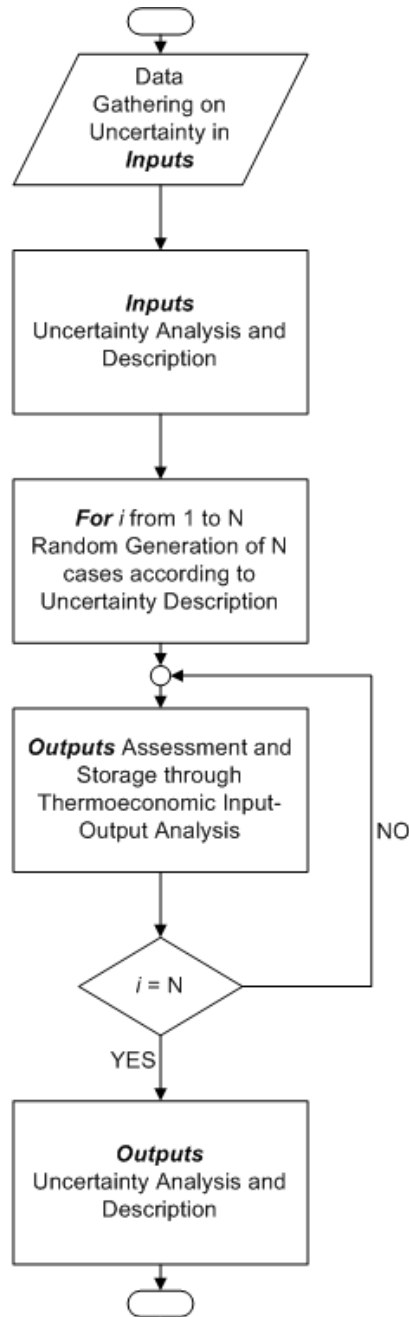 Data
Gathering on
Uncertainty in
Inputs
Inputs
Uncertainty Analysis and
Description
For i from 1 to N
Random Generation of N
cases according to
Uncertainty Description
Outputs Assessment and
Storage through
Thermoeconomic Input-
Output Analysis
NO
i = N
YES
Outputs
Uncertainty Analysis and
Description